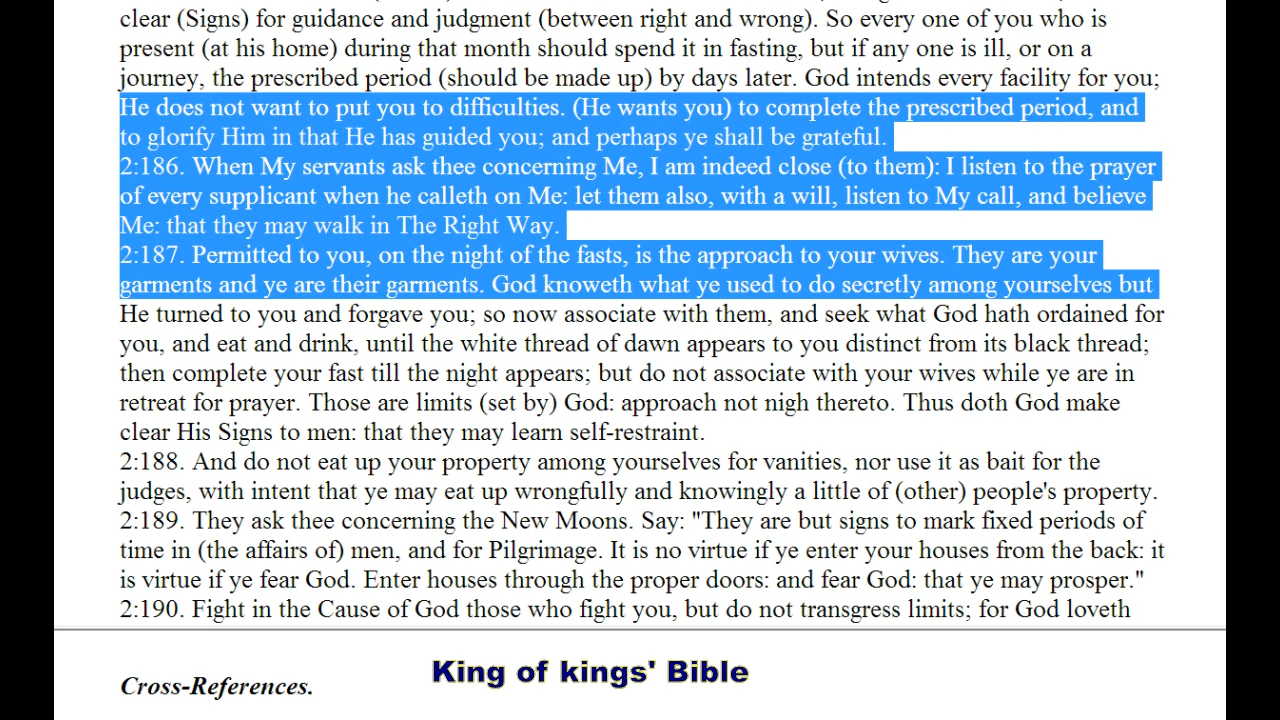 clear (Signs) for guidance and judgment (between right and wrong). So every one of you who is
present (at his home) during that month should spend it in fasting, but if any one is ill, or on a
journey, the prescribed period (should be made up) by days later. God intends every facility for you;
He does not want to put you to difficulties. (He wants you) to complete the prescribed period, and
to glorify Him in that He has guided you; and perhaps ye shall be grateful.
2:186. When My servants ask thee concerning Me, I am indeed close (to them): I listen to the prayer
of every supplicant when he calleth on Me: let them also, with a will, listen to My call, and believe
Me: that they may walk in The Right Way.
2:187. Permitted to you, on the night of the fasts, is the approach to your wives. They are your
garments and ye are their garments. God knoweth what ye used to do secretly among yourselves but
He turned to you and forgave you; so now associate with them, and seek what God hath ordained for
you, and eat and drink, until the white thread of dawn appears to you distinct from its black thread;
then complete your fast till the night appears; but do not associate with your wives while ye are in
retreat for prayer. Those are limits (set by) God: approach not nigh thereto. Thus doth God make
clear His Signs to men: that they may learn self-restraint.
2:188. And do not eat up your property among yourselves for vanities, nor use it as bait for the
judges, with intent that ye may eat up wrongfully and knowingly a little of (other) people's property.
2:189. They ask thee concerning the New Moons. Say: "They are but signs to mark fixed periods of
time in (the affairs of) men, and for Pilgrimage. It is no virtue if ye enter your houses from the back: it
is virtue if ye fear God. Enter houses through the proper doors: and fear God: that ye may prosper."
2:190. Fight in the Cause of God those who fight you, but do not transgress limits; for God loveth
King of kings' Bible
Cross-References.